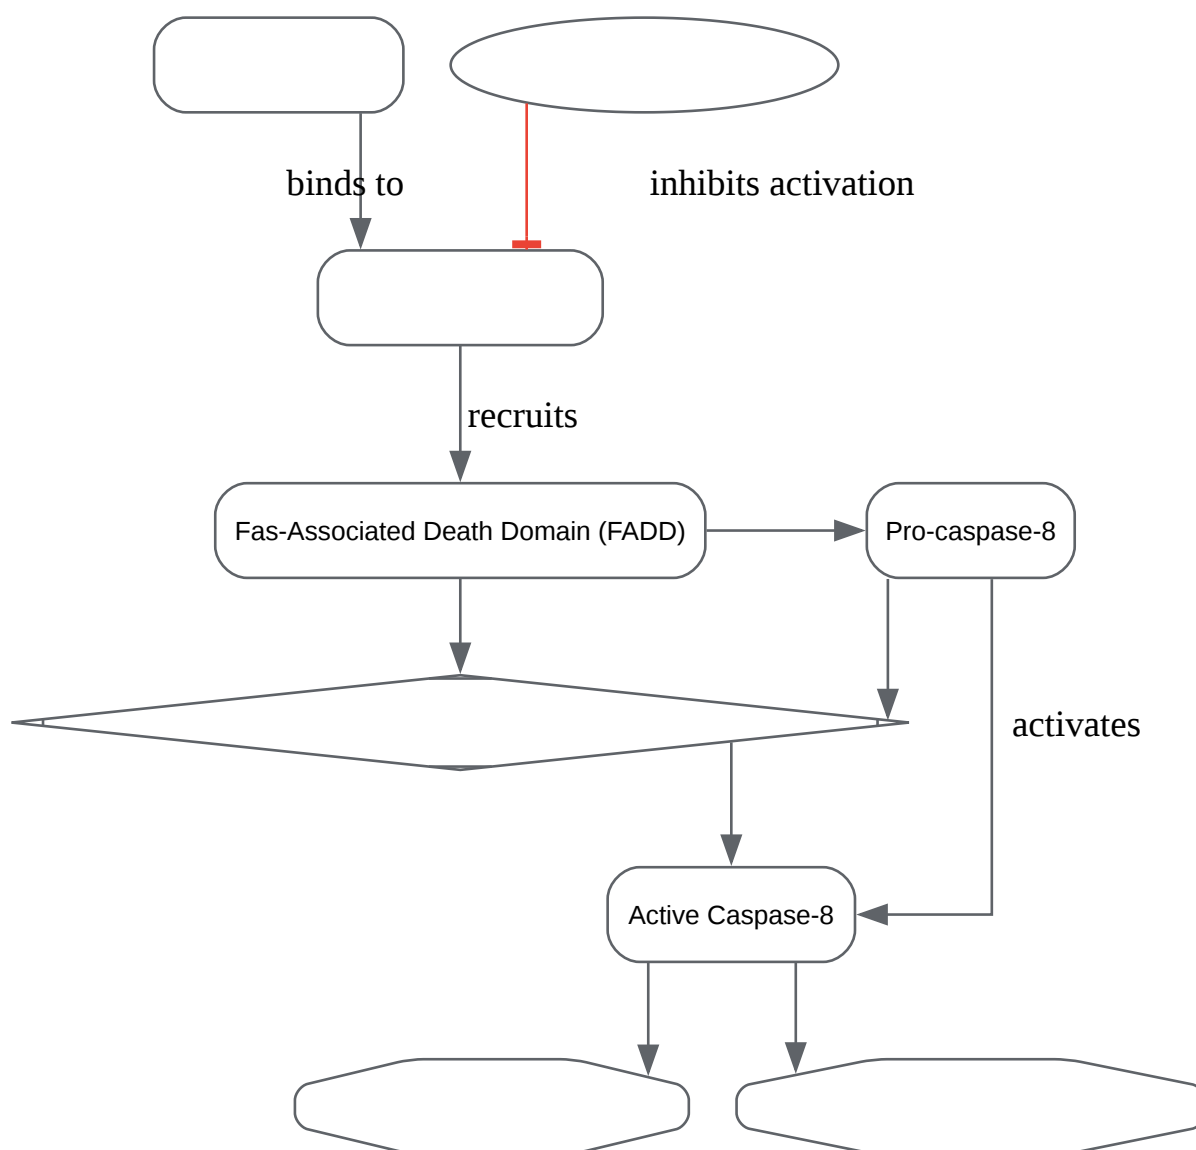 binds to
inhibits activation
recruits
Fas-Associated Death Domain (FADD)
Pro-caspase-8
activates
Active Caspase-8